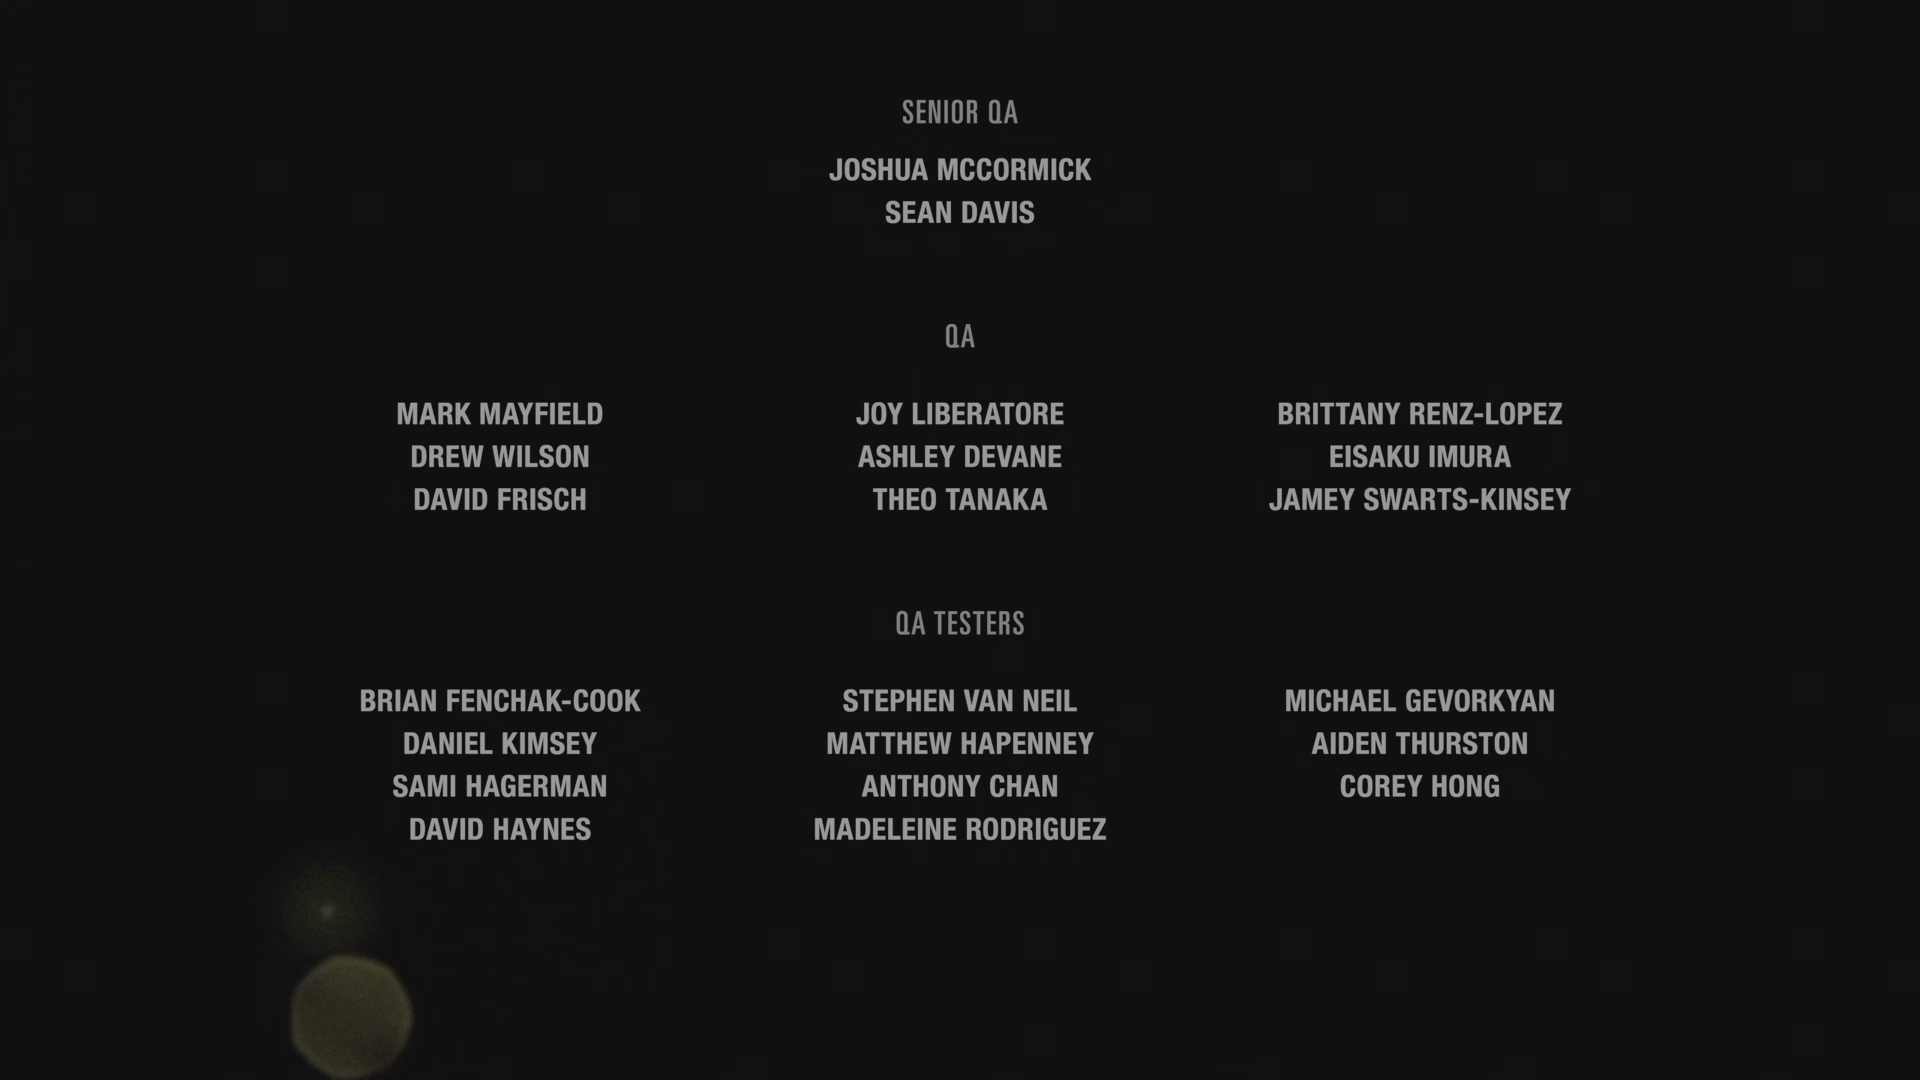 SENIOR QA
JOSHUA MCCORMICK
SEAN DAVIS
QA
MARK MAYFIELD
DREW WILSON
DAVID FRISCH
JOY LIBERATORE
ASHLEY DEVANE
THEO TANAKA
BRITTANY RENZ-LOPEZ
EISAKU IMURA
JAMEY SWARTS-KINSEY
QA TESTERS
BRIAN FENCHAK-COOK
DANIEL KIMSEY
SAMI HAGERMAN
DAVID HAYNES
STEPHEN VAN NEIL
MATTHEW HAPENNEY
ANTHONY CHAN
MADELEINE RODRIGUEZ
MICHAEL GEVORKYAN
AIDEN THURSTON
COREY HONG